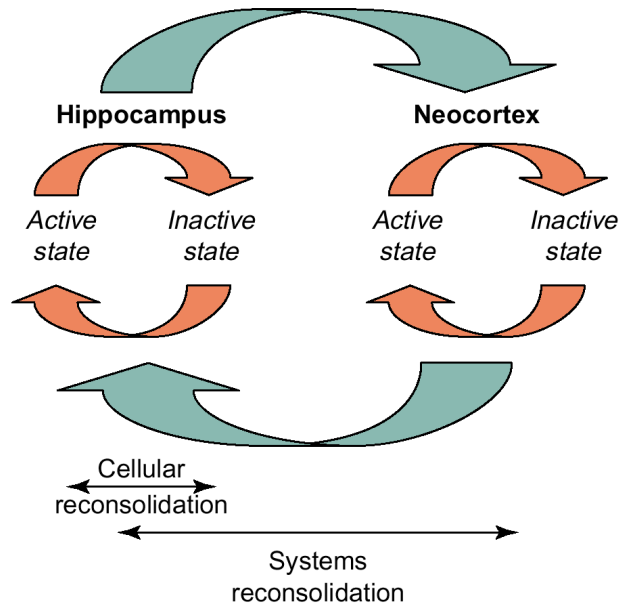 Hippocampus
Neocortex
Active
state
Inactive
state
Active
state
Inactive
state
Cellular
reconsolidation
Systems
reconsolidation